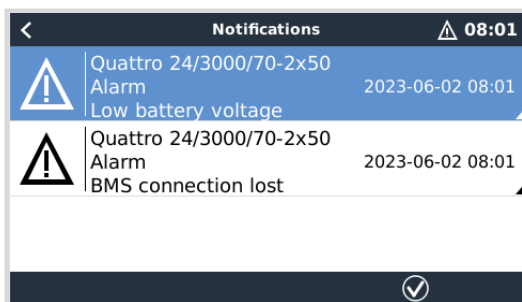 Notifications
08:01
Quattro 24/3000/70-2x50
Alarm
2023-06-02 08:01
Low battery voltage
Quattro 24/3000/70-2x50
Alarm
2023-06-02 08:01
BMS connection lost